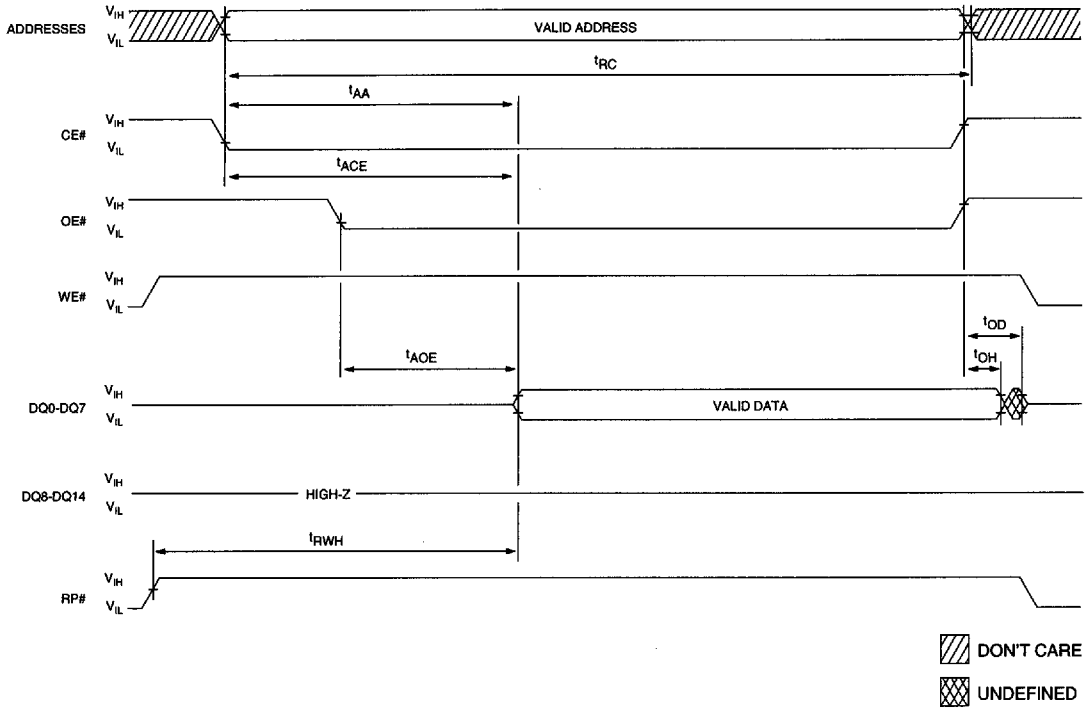 ADDRESSES
VIH
VIL
VALID ADDRESS
tRC
tAA
CE#
VIH
VIL
tACE
OE#
VIH
VIL
WE#
VIH
VIL
tOD
tAOE
tOH
DQ0-DQ7
VIH
VIL
VALID DATA
DQ8-DQ14
VIH
VIL
HIGH-Z
tRWH
RP#
VIH
VIL
DON'T CARE
UNDEFINED